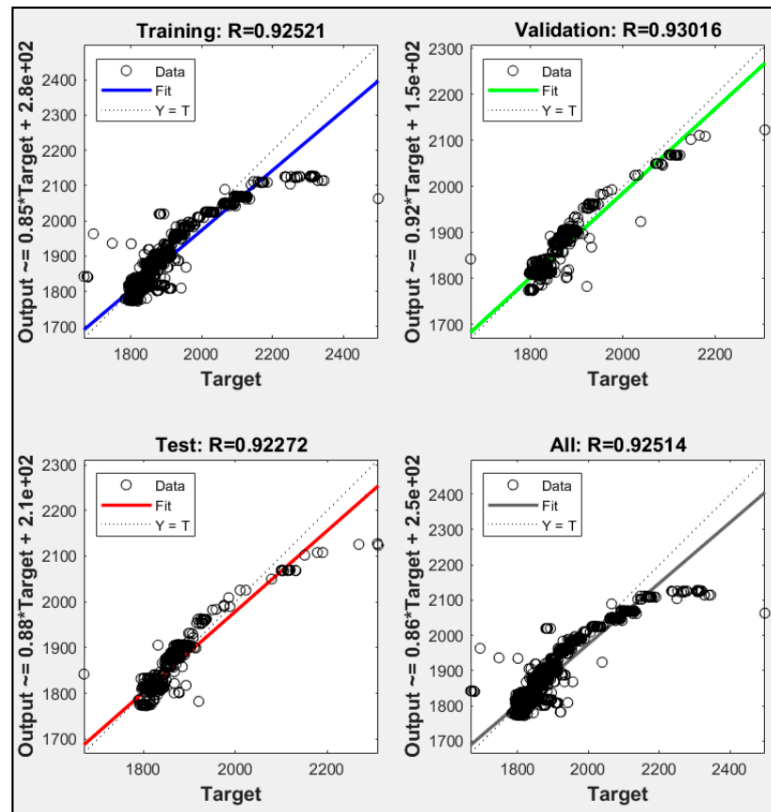 Training: R=0.92521
Output ~= 0.85*Target + 2.8e+02
2400
2300
2200
2100
2000
1900
1800
1700
Data
Fit
Y = T
1800 2000 2200 2400
Target
Validation: R=0.93016
Output ~= 0.92*Target + 1.5e+02
2300
2200
2100
2000
1900
1800
1700
Data
Fit
Y = T
1800 2000 2200
Target
Test: R=0.92272
Output ~= 0.88*Target + 2.1e+02
2300
2200
2100
2000
1900
1800
1700
Data
Fit
Y = T
1800 2000 2200
Target
All: R=0.92514
Output ~= 0.86*Target + 2.5e+02
2400
2300
2200
2100
2000
1900
1800
1700
Data
Fit
Y = T
1800 2000 2200 2400
Target